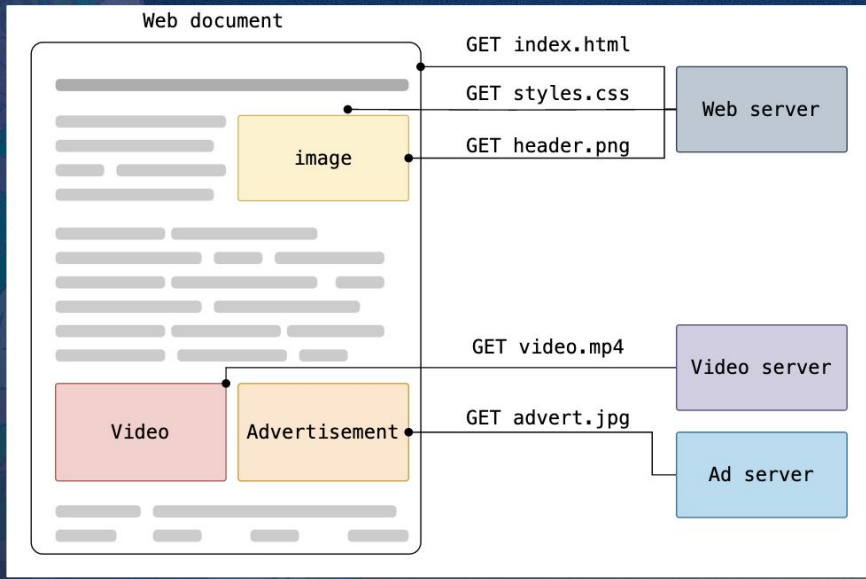 Web document
GET index.html
GET styles.css
Web server
GET header.png
image
GET video.mp4
Video server
GET advert.jpg
Video
Advertisement
Ad server